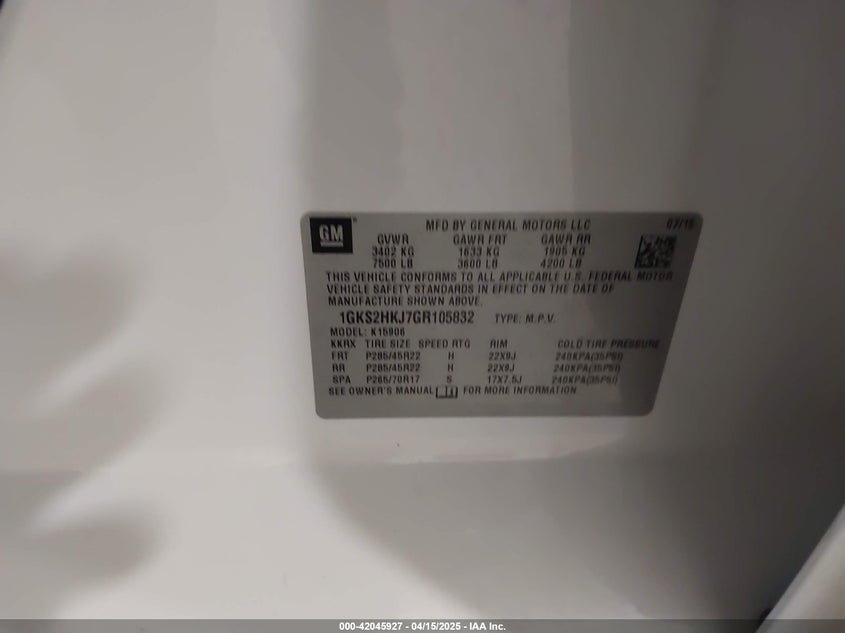 GM
MFD BY GENERAL MOTORS LLC 07/15
GVWR GAWR FRT GAWR RR
3402 KG 1633 KG 1905 KG
7500 LB 3600 LB 4200 LB
THIS VEHICLE CONFORMS TO ALL APPLICABLE U.S. FEDERAL MOTOR
VEHICLE SAFETY STANDARDS IN EFFECT ON THE DATE OF
MANUFACTURE SHOWN ABOVE.
1GKS2HKJ7GR105832 TYPE: M.P.V.
MODEL: K15906
KKRX TIRE SIZE SPEED RTG RIM COLD TIRE PRESSURE
FRT P285/45R22 H 22X9J 240KPA(35PSI)
RR P285/45R22 H 22X9J 240KPA(35PSI)
SPA P265/70R17 S 17X7.5J 240KPA(35PSI)
SEE OWNER'S MANUAL FOR MORE INFORMATION
000-42045927 - 04/15/2025 - IAA Inc.